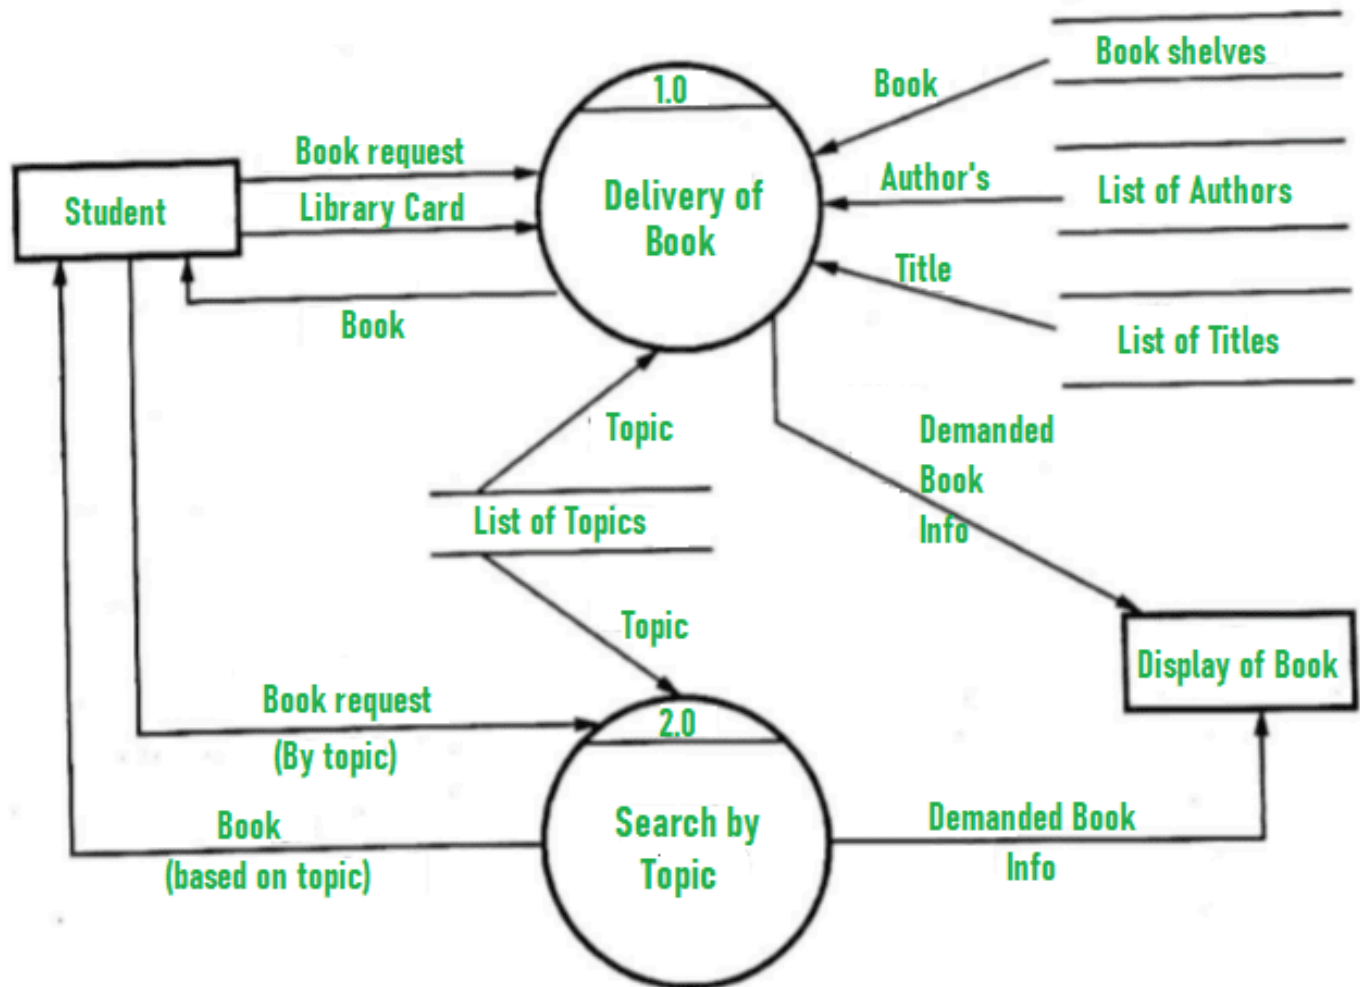 Book shelves
Book
1.0
Book request
Library Card
Student
Delivery of
Book
Author's
List of Authors
Title
Book
List of Titles
Topic
Demanded
Book
Info
List of Topics
Topic
Display of Book
Book request
(By topic)
2.0
Search by
Topic
Book
(based on topic)
Demanded Book
Info